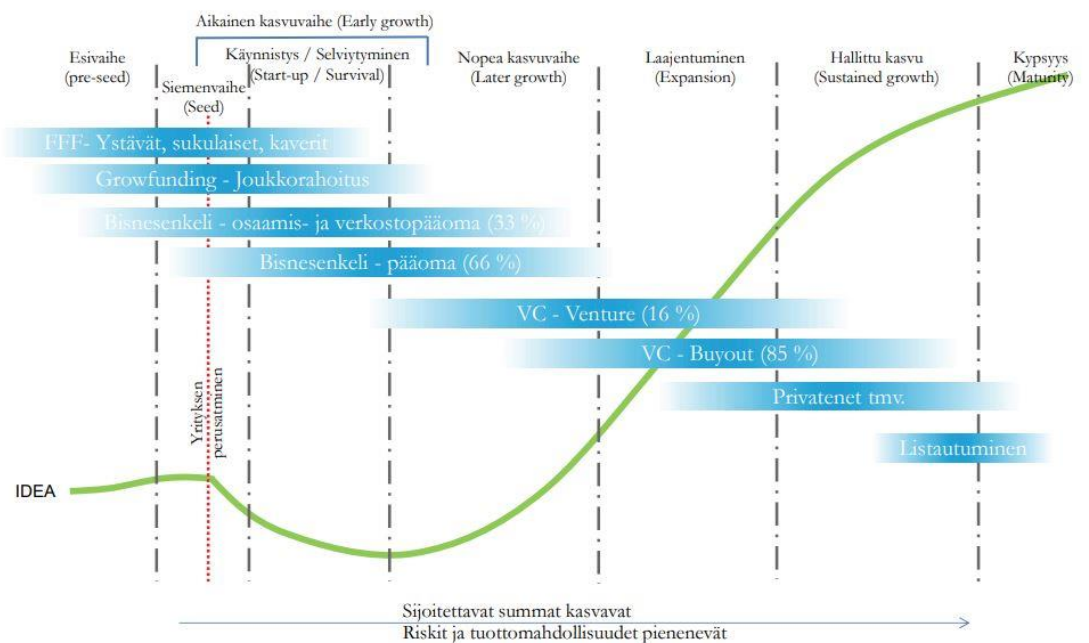 Aikainen kasvuvaihe (Early growth)
Esivaihe
(pre-seed)
Siemenvaihe
(Seed)
Käynnistys / Selviytyminen
(Start-up / Survival)
Nopea kasvuvaihe
(Later growth)
Laajentuminen
(Expansion)
Hallittu kasvu
(Sustained growth)
Kypsyys
(Maturity)
FFF- Ystävät, sukulaiset, kaverit
Growfunding - Joukkorahoitus
Bisnesenkeli - osaamis- ja verkostopääoma (33 %)
Bisnesenkeli - pääoma (66 %)
VC - Venture (16 %)
VC - Buyout (85 %)
Privatenet tmv.
Listautuminen
Yrityksen
perusatminen
IDEA
Sijoitettavat summat kasvavat
Riskit ja tuottomahdollisuudet pienenevät